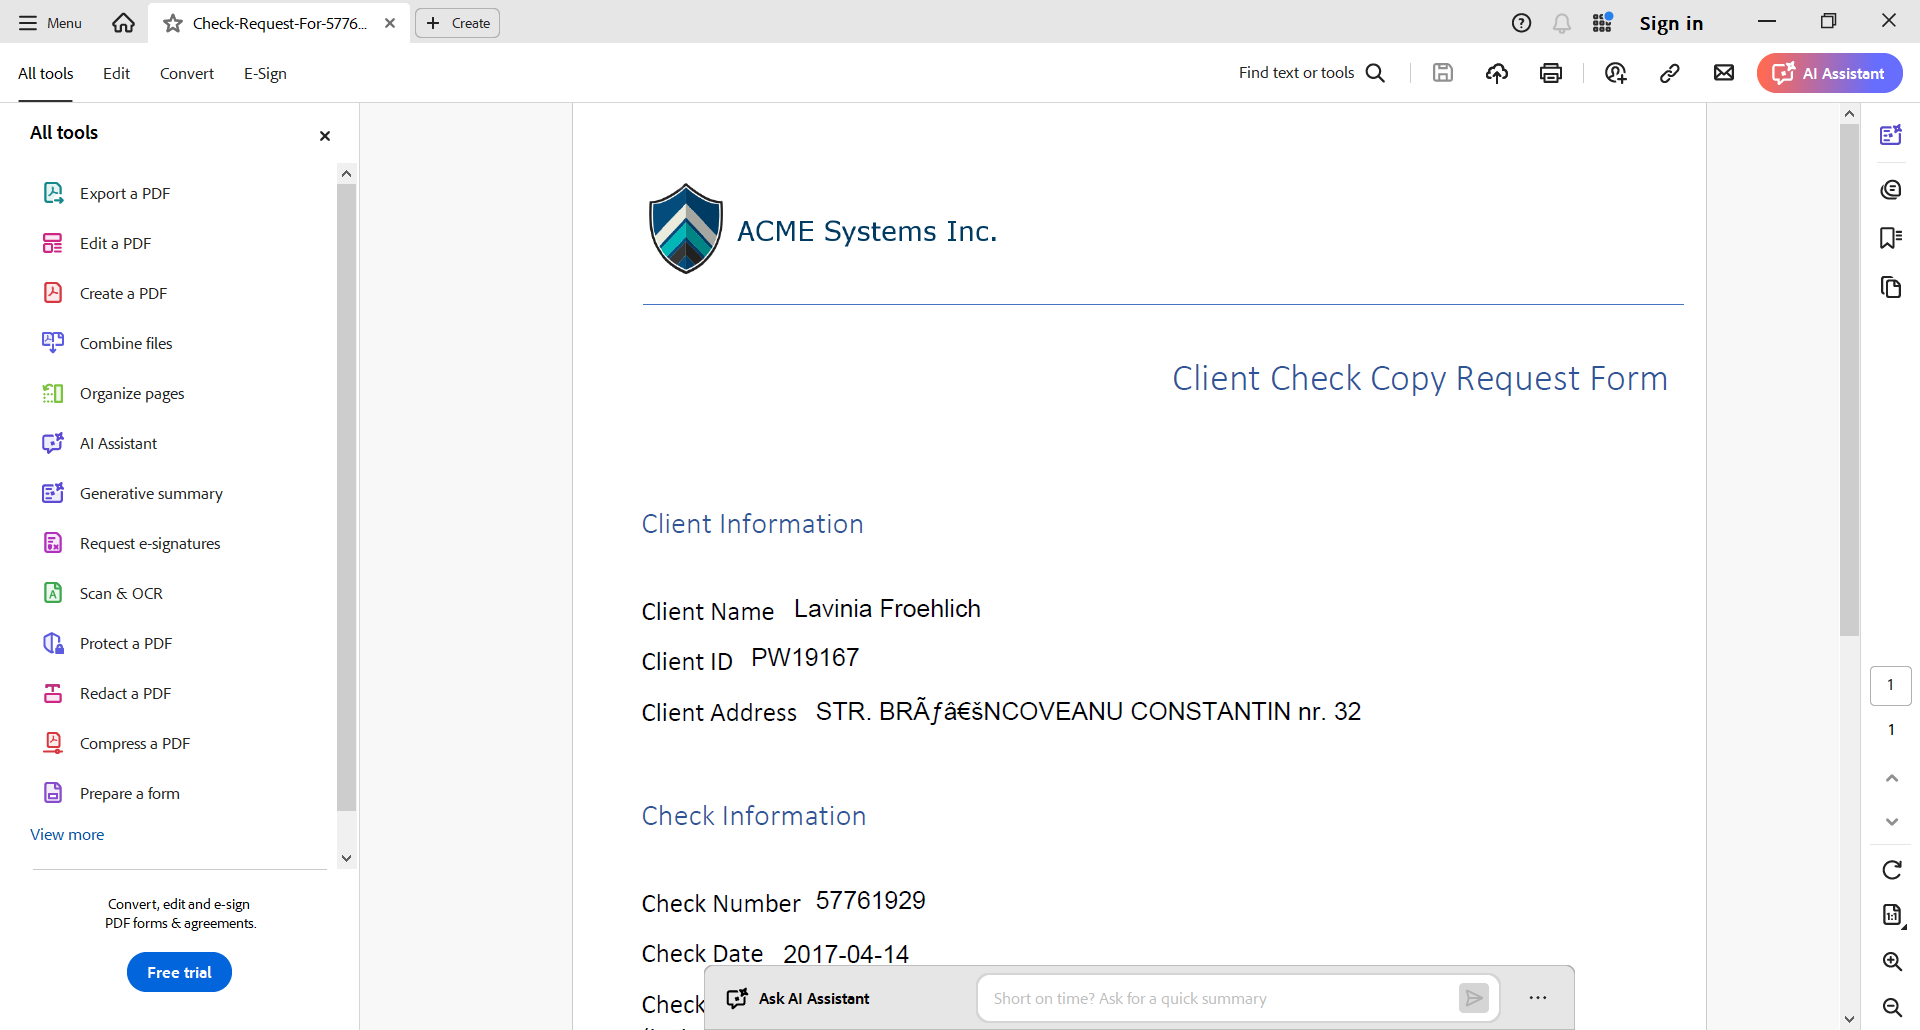 Menu
Check-Request-For-5776...
Create
Sign in
All tools
Edit
Convert
E-Sign
Find text or tools
AI Assistant
All tools
Export a PDF
Edit a PDF
Create a PDF
Combine files
Organize pages
AI Assistant
Generative summary
Request e-signatures
Scan & OCR
Protect a PDF
Redact a PDF
Compress a PDF
Prepare a form
View more
Convert, edit and e-sign
PDF forms & agreements.
Free trial
ACME Systems Inc.
Client Check Copy Request Form
Client Information
Client Name Lavinia Froehlich
Client ID PW19167
Client Address STR. BRÃƒâ€šNCOVEANU CONSTANTIN nr. 32
Check Information
Check Number 57761929
Check Date 2017-04-14
Check
Ask AI Assistant
Short on time? Ask for a quick summary
1
1